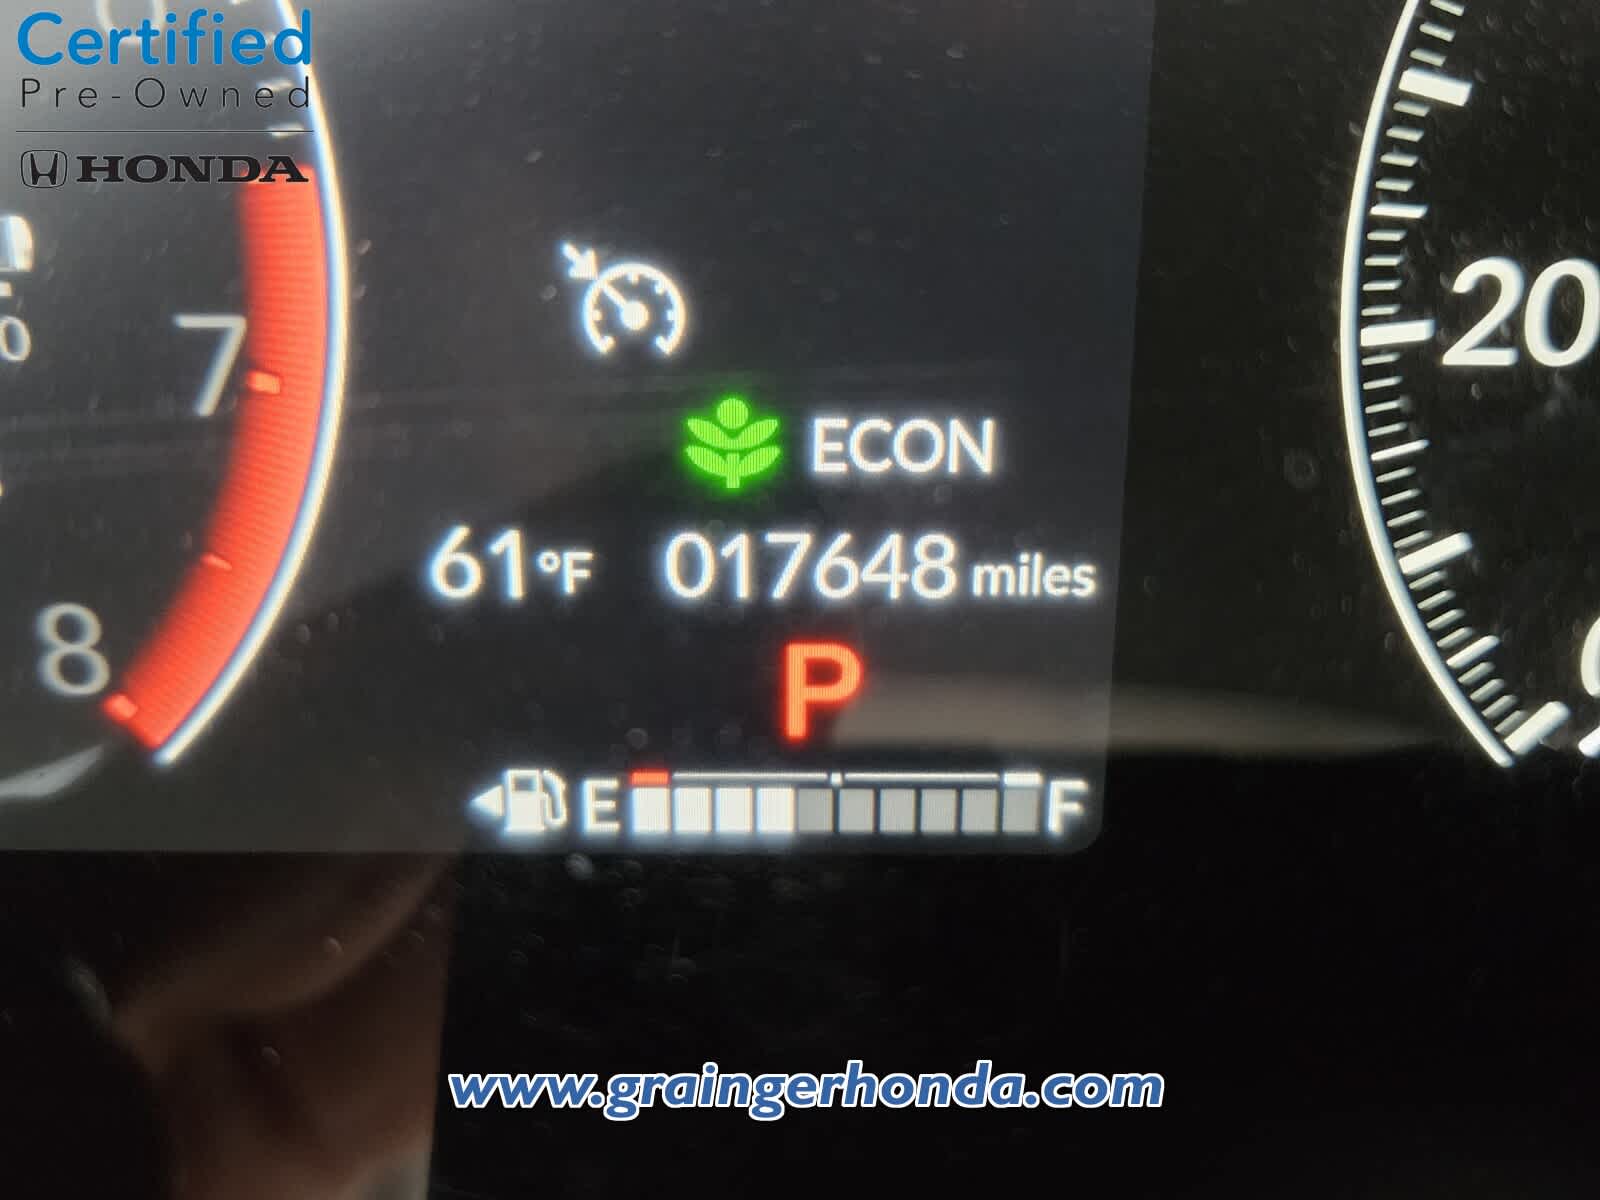 Certified
Pre-Owned
HONDA
7
8
20
ECON
61°F 017648 miles
P
E F
www.graingerhonda.com